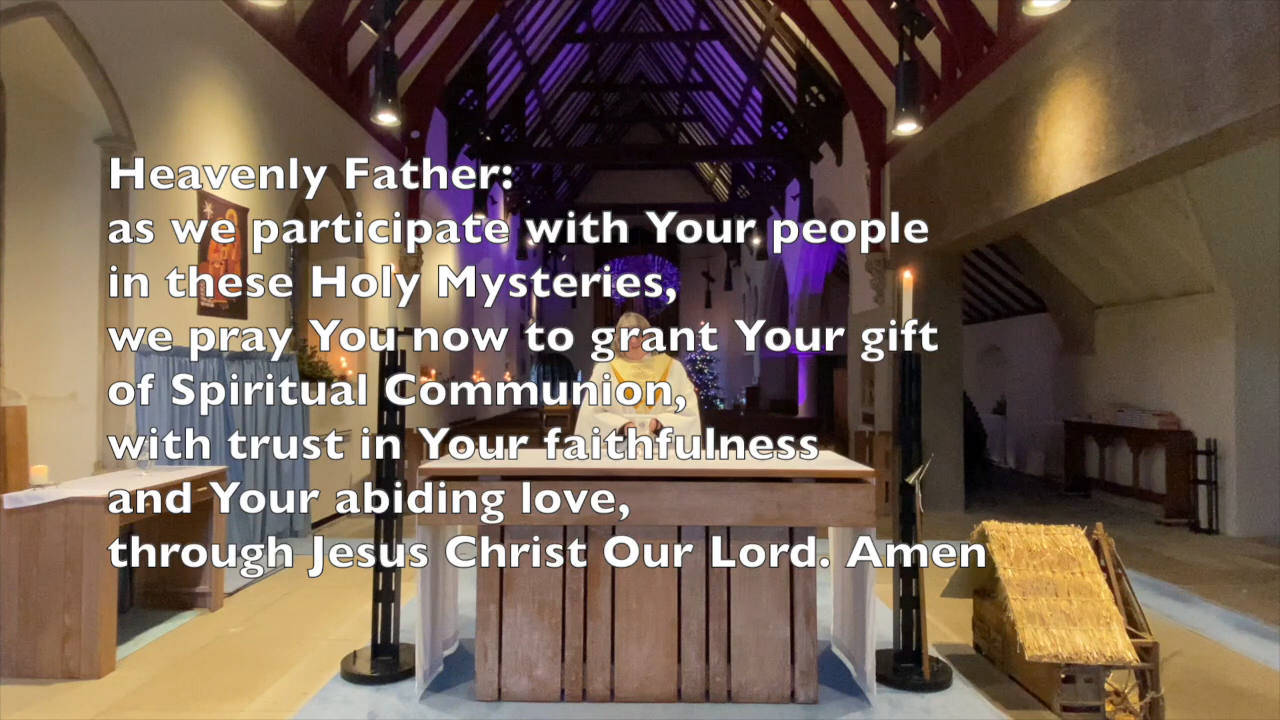 Heavenly Father:
as we participate with Your people
in these Holy Mysteries,
we pray You now to grant Your gift
of Spiritual Communion,
with trust in Your faithfulness
and Your abiding love,
through Jesus Christ Our Lord. Amen